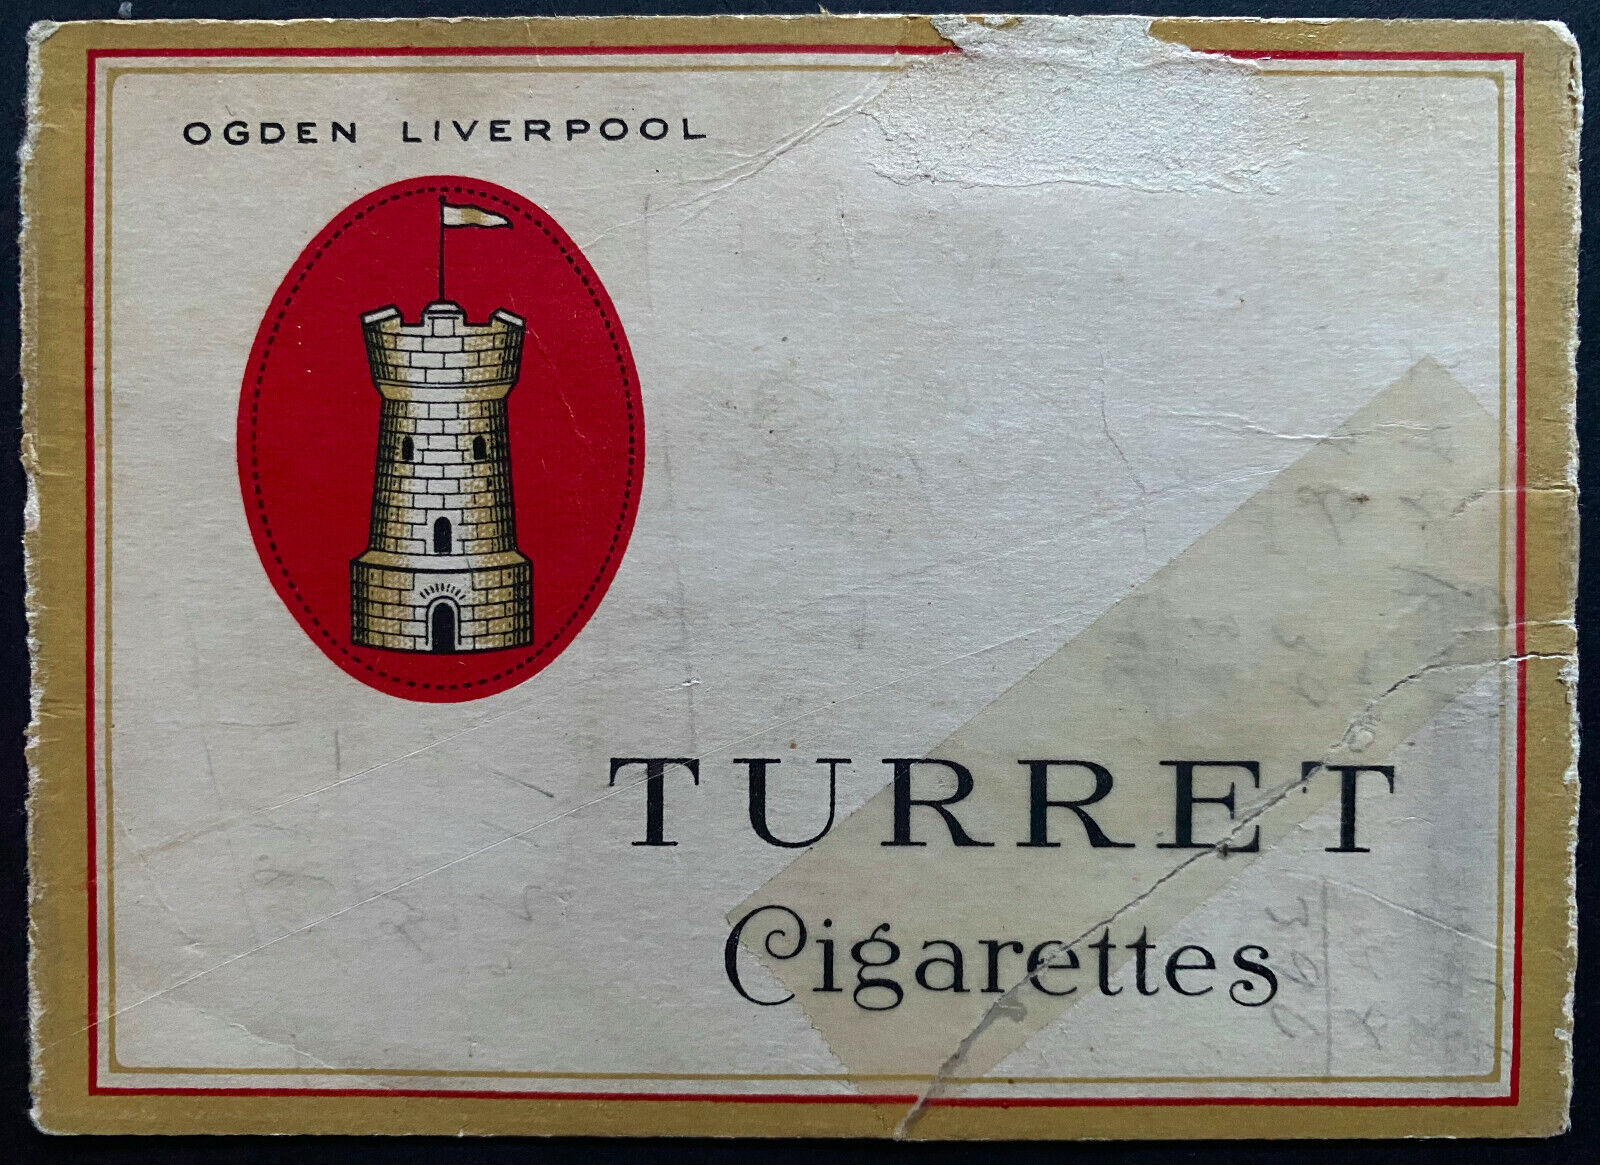 OGDEN LIVERPOOL
TURRET
Cigarettes